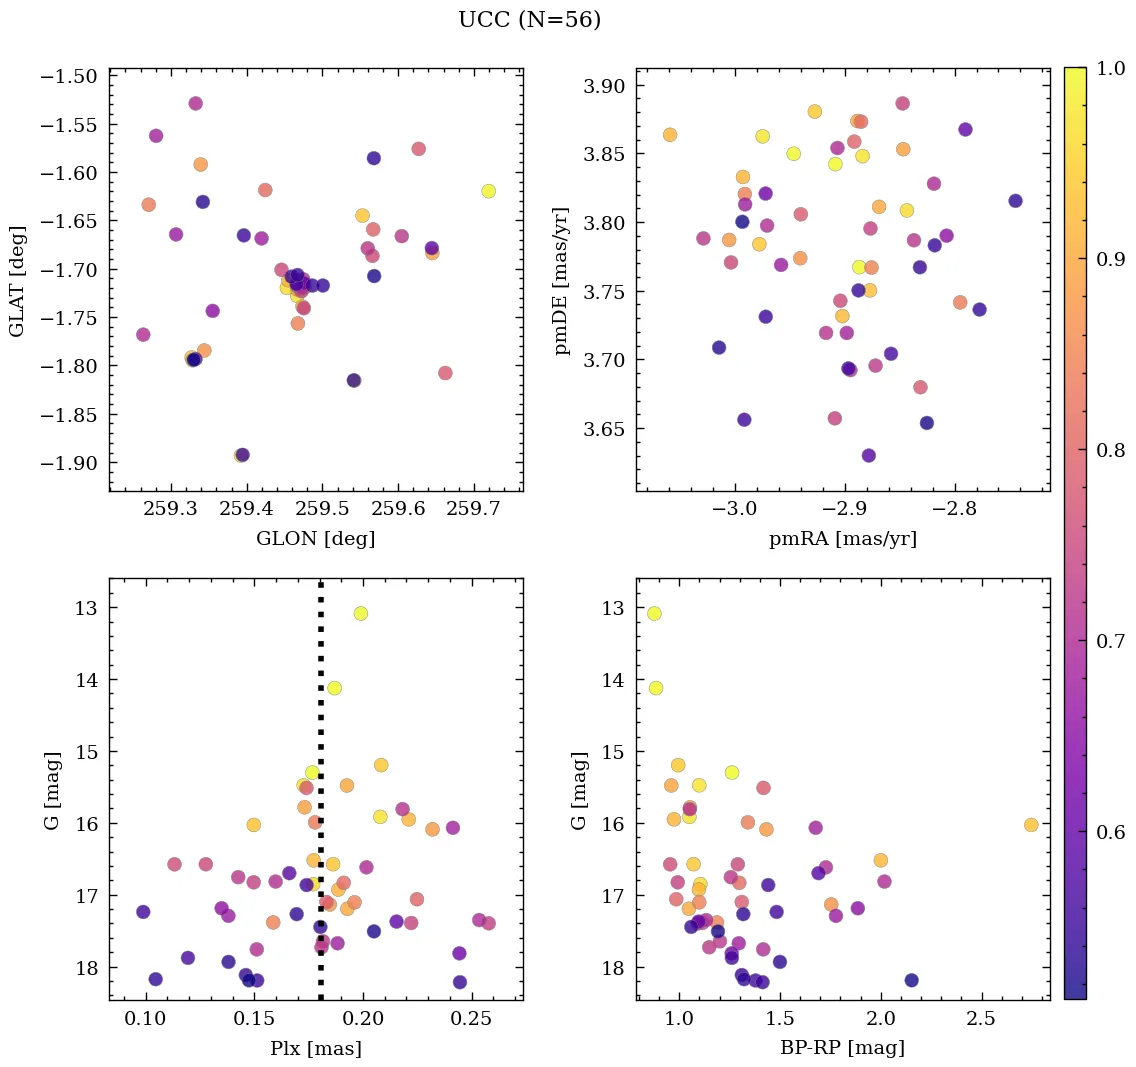 UCC (N=56)
−1.50
−1.55
−1.60
−1.65
−1.70
−1.75
−1.80
−1.85
−1.90
GLAT [deg]
259.3 259.4 259.5 259.6 259.7
GLON [deg]
3.90
3.85
3.80
3.75
3.70
3.65
pmDE [mas/yr]
−3.0 −2.9 −2.8
pmRA [mas/yr]
1.0
0.9
0.8
0.7
0.6
13
14
15
16
17
18
G [mag]
0.10 0.15 0.20 0.25
Plx [mas]
13
14
15
16
17
18
G [mag]
1.0 1.5 2.0 2.5
BP-RP [mag]